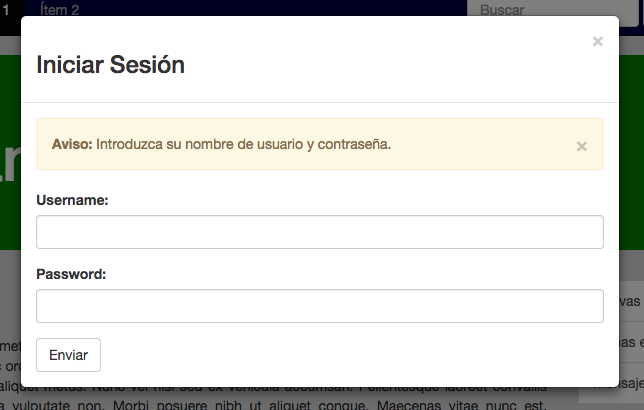 1 Ítem 2 Buscar
×
Iniciar Sesión
Aviso: Introduzca su nombre de usuario y contraseña. ×
Username:
Password:
Enviar
aliquet metus. Nunc vel nisi sed ex vehicula accumsan. Pellentesque laoreet convallis
vulputate non. Morbi posuere nibh ut aliquet congue. Maecenas vitae nunc est.